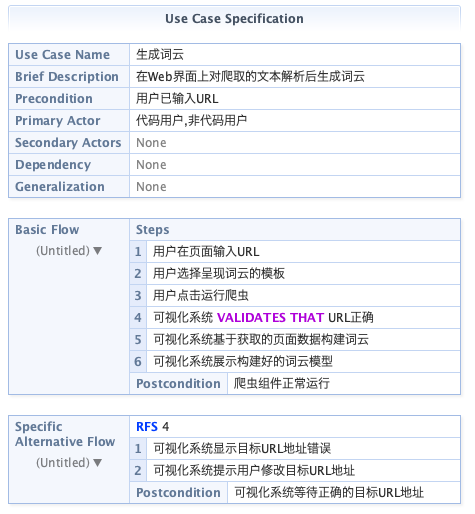 Use Case Specification
Use Case Name 生成词云
Brief Description 在Web界面上对爬取的文本解析后生成词云
Precondition 用户已输入URL
Primary Actor 代码用户,非代码用户
Secondary Actors None
Dependency None
Generalization None
Basic Flow Steps
(Untitled) ▼ 1 用户在页面输入URL
2 用户选择呈现词云的模板
3 用户点击运行爬虫
4 可视化系统 VALIDATES THAT URL正确
5 可视化系统基于获取的页面数据构建词云
6 可视化系统展示构建好的词云模型
Postcondition 爬虫组件正常运行
Specific RFS 4
Alternative Flow 1 可视化系统显示目标URL地址错误
(Untitled) ▼ 2 可视化系统提示用户修改目标URL地址
Postcondition 可视化系统等待正确的目标URL地址